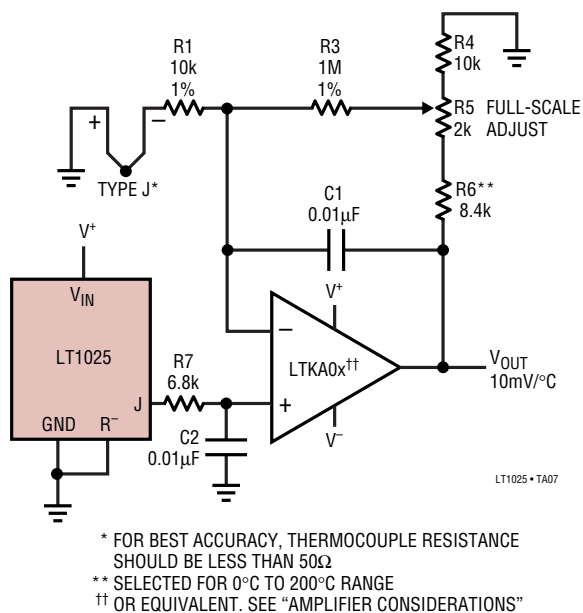 R1
10k
1%
R3
1M
1%
R4
10k
R5
2k
FULL-SCALE
ADJUST
+
−
TYPE J*
R6**
8.4k
C1
0.01µF
V+
VIN
LT1025
J
GND
R−
R7
6.8k
C2
0.01µF
V+
−
LTKA0x††
+
V−
VOUT
10mV/°C
LT1025 • TA07
* FOR BEST ACCURACY, THERMOCOUPLE RESISTANCE
SHOULD BE LESS THAN 50Ω
** SELECTED FOR 0°C TO 200°C RANGE
†† OR EQUIVALENT. SEE “AMPLIFIER CONSIDERATIONS”